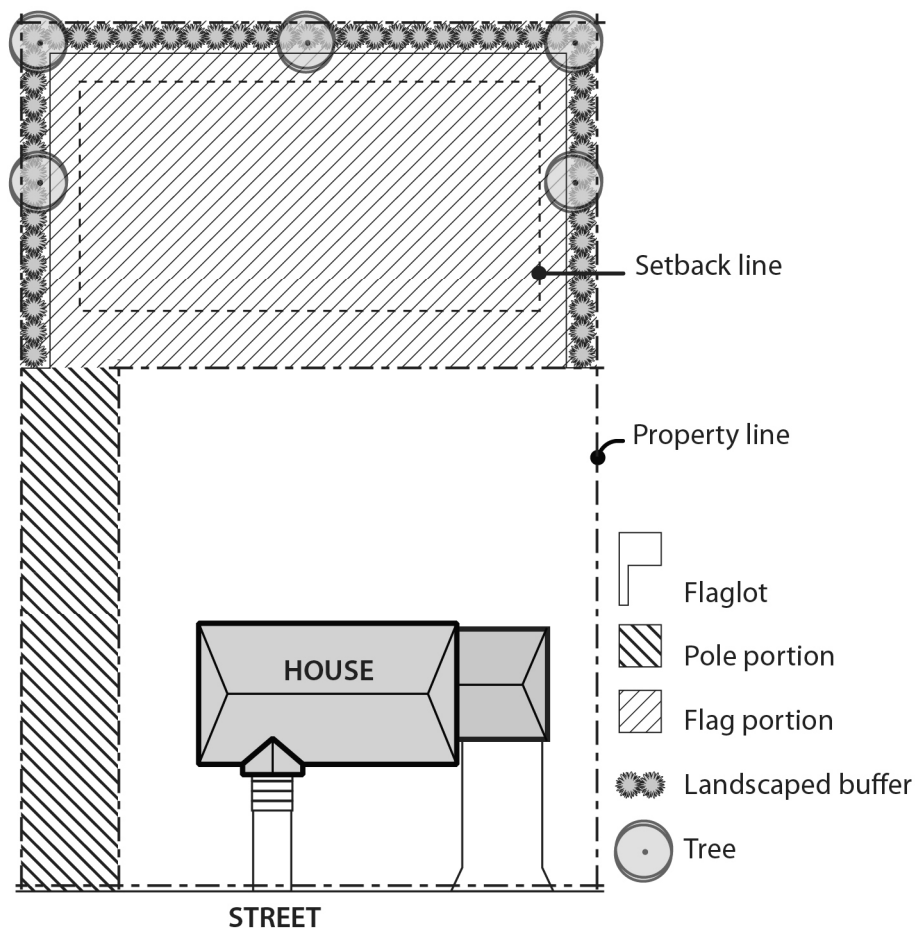 Setback line
Property line
Flaglot
HOUSE
Pole portion
Flag portion
Landscaped buffer
Tree
STREET